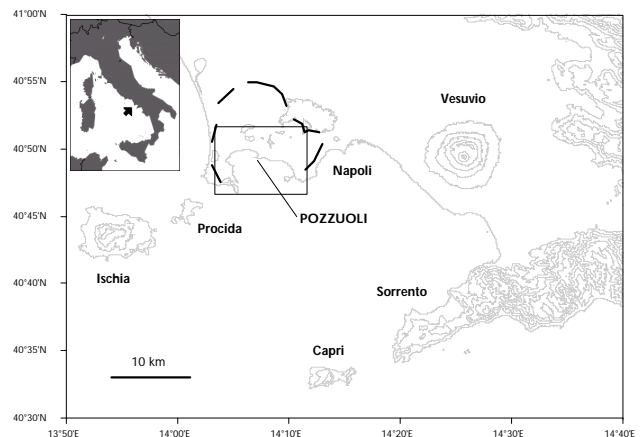 41°00'N
40°55'N
Vesuvio
40°50'N
Napoli
POZZUOLI
40°45'N
Procida
Ischia
40°40'N
Sorrento
40°35'N
Capri
10 km
40°30'N
13°50'E
14°00'E
14°10'E
14°20'E
14°30'E
14°40'E